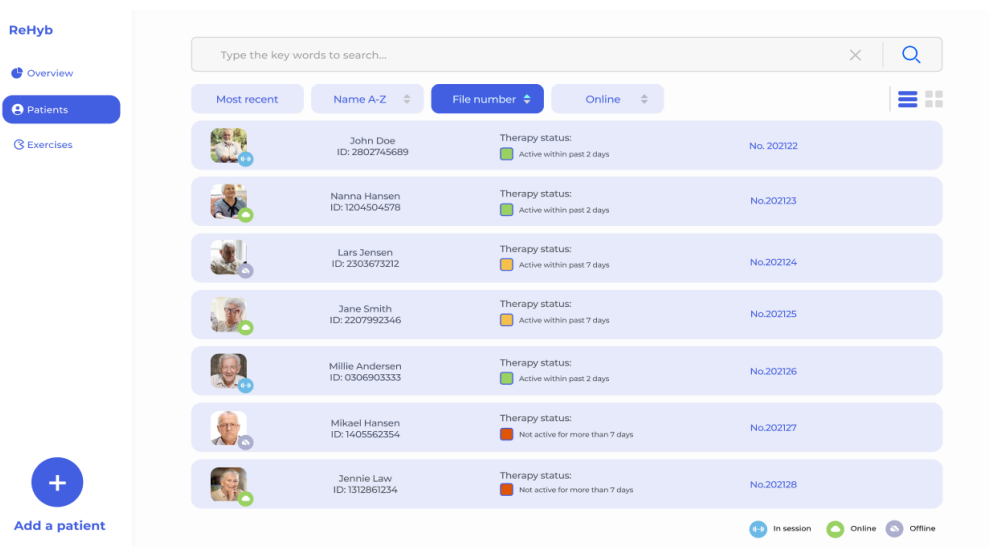 ReHyb
Overview
Patients
Exercises
Add a patient
Type the key words to search...
Most recent
Name A-Z
File number
Online
John Doe
ID: 2802745689
Therapy status:
Active within past 2 days
No. 202122
Nanna Hansen
ID: 1204504578
Therapy status:
Active within past 2 days
No.202123
Lars Jensen
ID: 2303673212
Therapy status:
Active within past 7 days
No.202124
Jane Smith
ID: 2207992346
Therapy status:
Active within past 7 days
No.202125
Millie Andersen
ID: 0306903333
Therapy status:
Active within past 2 days
No.202126
Mikael Hansen
ID: 1405562354
Therapy status:
Not active for more than 7 days
No.202127
Jennie Law
ID: 1312861234
Therapy status:
Not active for more than 7 days
No.202128
In session
Online
Offline